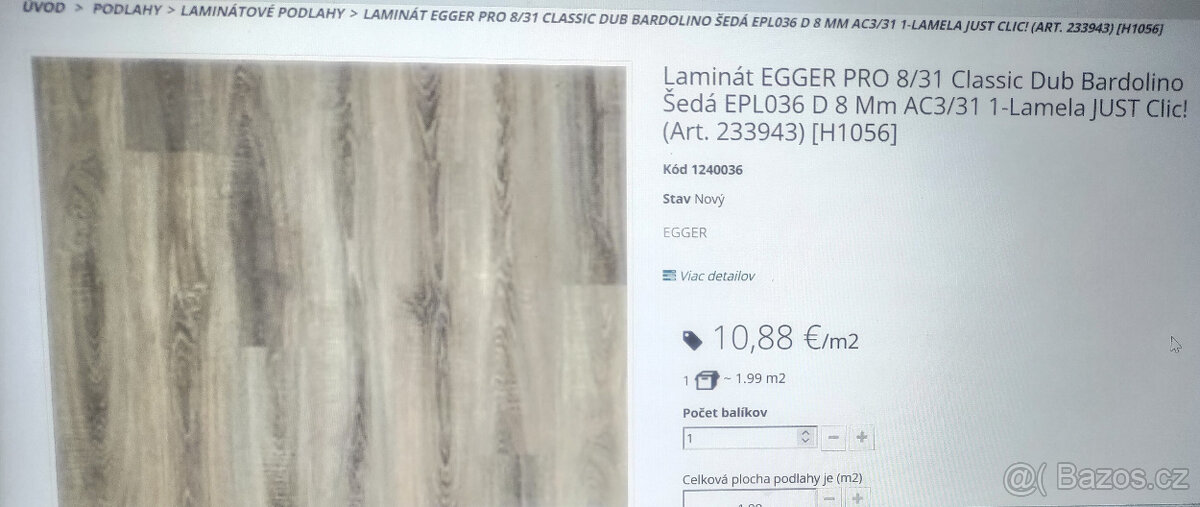 ÚVOD > PODLAHY > LAMINÁTOVÉ PODLAHY > LAMINÁT EGGER PRO 8/31 CLASSIC DUB BARDOLINO ŠEDÁ EPL036 D 8 MM AC3/31 1-LAMELA JUST CLIC! (ART. 233943) [H1056]
Laminát EGGER PRO 8/31 Classic Dub Bardolino
Šedá EPL036 D 8 Mm AC3/31 1-Lamela JUST Clic!
(Art. 233943) [H1056]
Kód 1240036
Stav Nový
EGGER
Viac detailov
10,88 €/m2
1 ~ 1.99 m2
Počet balíkov
1
Celková plocha podlahy je (m2)
@( Bazos.cz